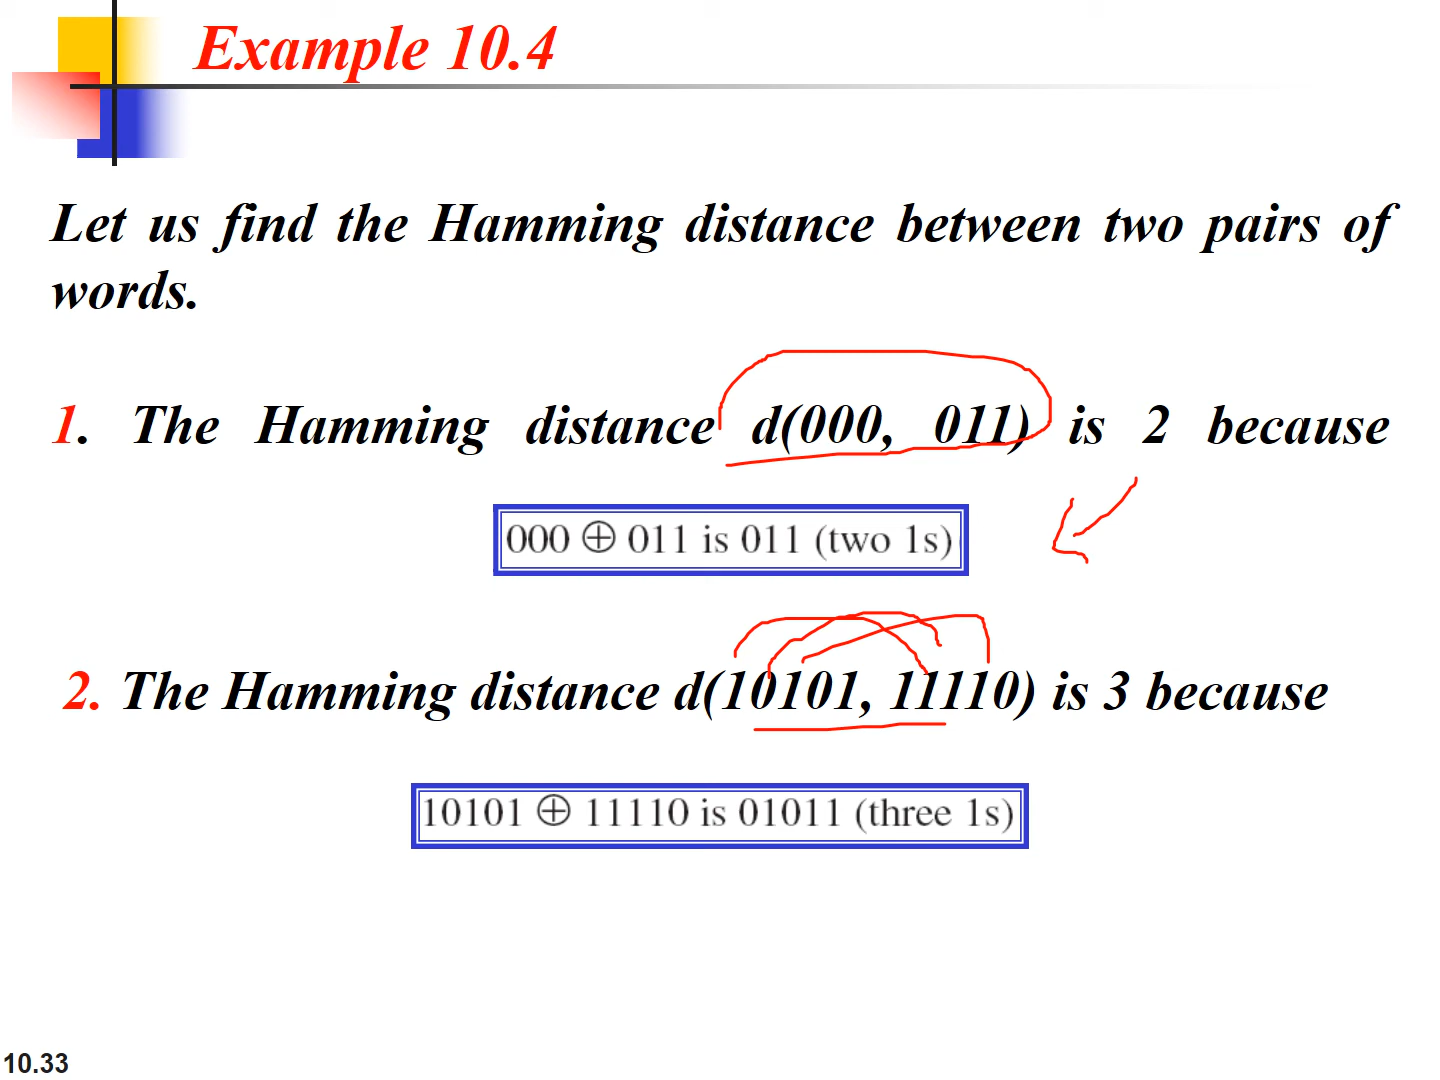 Example 10.4
Let us find the Hamming distance between two pairs of
words.
1. The Hamming distance d(000, 011) is 2 because
000 ⊕ 011 is 011 (two 1s)
2. The Hamming distance d(10101, 11110) is 3 because
10101 ⊕ 11110 is 01011 (three 1s)
10.33